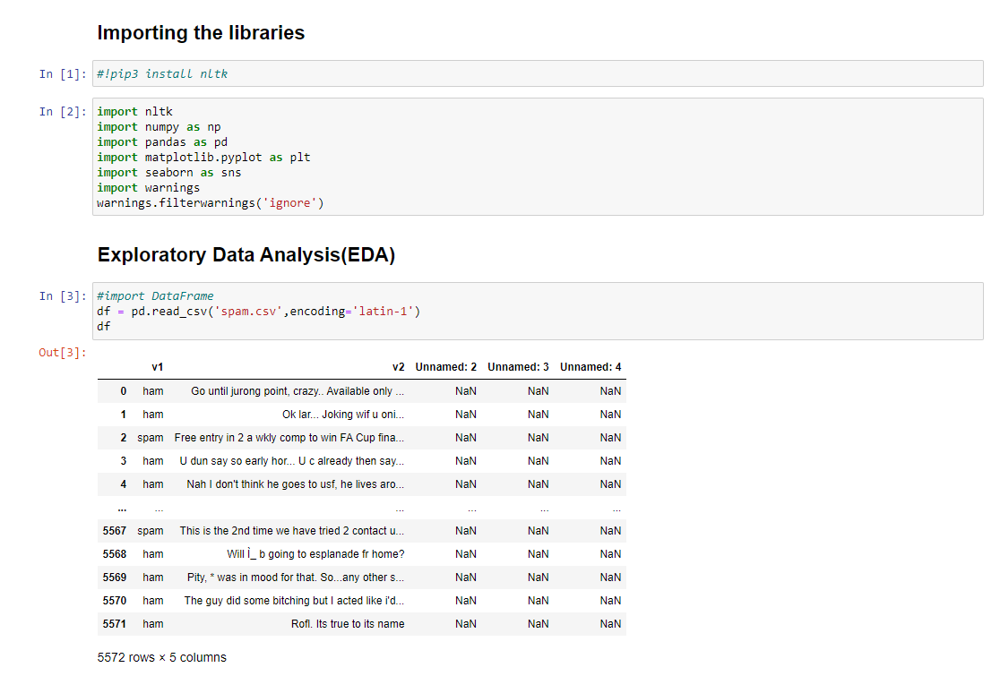 Importing the libraries
In [1]: #!pip3 install nltk
In [2]: import nltk
import numpy as np
import pandas as pd
import matplotlib.pyplot as plt
import seaborn as sns
import warnings
warnings.filterwarnings('ignore')
Exploratory Data Analysis(EDA)
In [3]: #import DataFrame
df = pd.read_csv('spam.csv',encoding='latin-1')
df
Out[3]:
v1 v2 Unnamed: 2 Unnamed: 3 Unnamed: 4
0 ham Go until jurong point, crazy.. Available only ... NaN NaN NaN
1 ham Ok lar... Joking wif u oni... NaN NaN NaN
2 spam Free entry in 2 a wkly comp to win FA Cup fina... NaN NaN NaN
3 ham U dun say so early hor... U c already then say... NaN NaN NaN
4 ham Nah I don't think he goes to usf, he lives aro... NaN NaN NaN
... ... ... ... ... ...
5567 spam This is the 2nd time we have tried 2 contact u... NaN NaN NaN
5568 ham Will Ì_ b going to esplanade fr home? NaN NaN NaN
5569 ham Pity, * was in mood for that. So...any other s... NaN NaN NaN
5570 ham The guy did some bitching but I acted like i'd... NaN NaN NaN
5571 ham Rofl. Its true to its name NaN NaN NaN
5572 rows × 5 columns